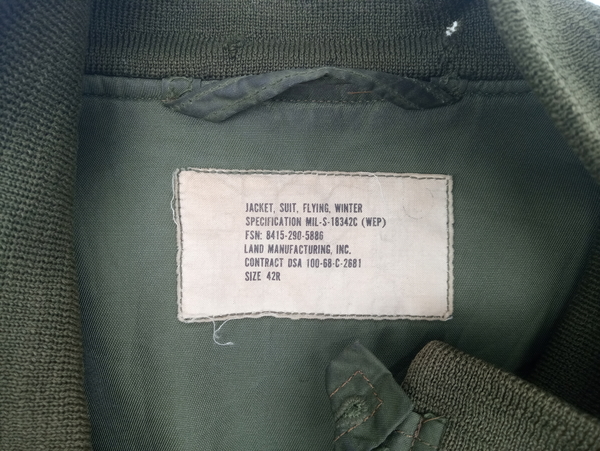 JACKET, SUIT, FLYING, WINTER
SPECIFICATION MIL-S-18342C (WEP)
FSN: 8415-290-5886
LAND MANUFACTURING, INC.
CONTRACT DSA 100-68-C-2681
SIZE 42R